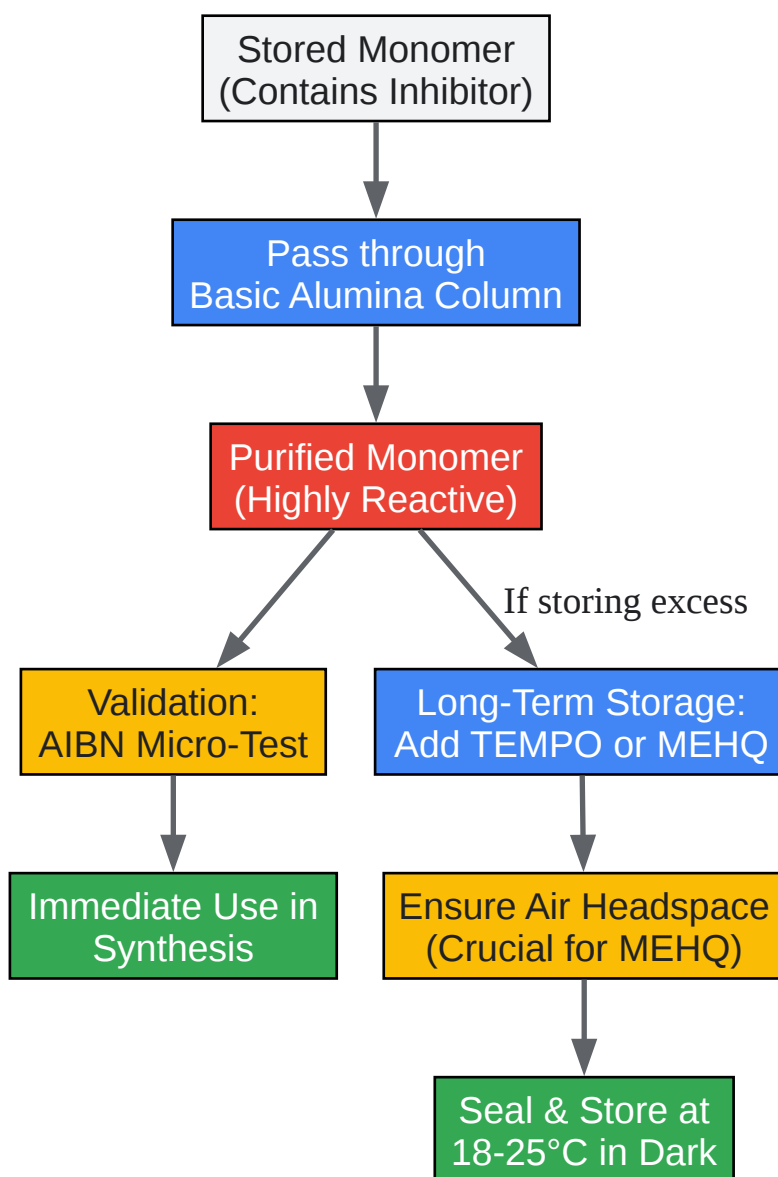 Stored Monomer
(Contains Inhibitor)
Pass through
Basic Alumina Column
Purified Monomer
(Highly Reactive)
If storing excess
Validation:
AIBN Micro-Test
Long-Term Storage:
Add TEMPO or MEHQ
Immediate Use in
Synthesis
Ensure Air Headspace
(Crucial for MEHQ)
Seal & Store at
18-25°C in Dark